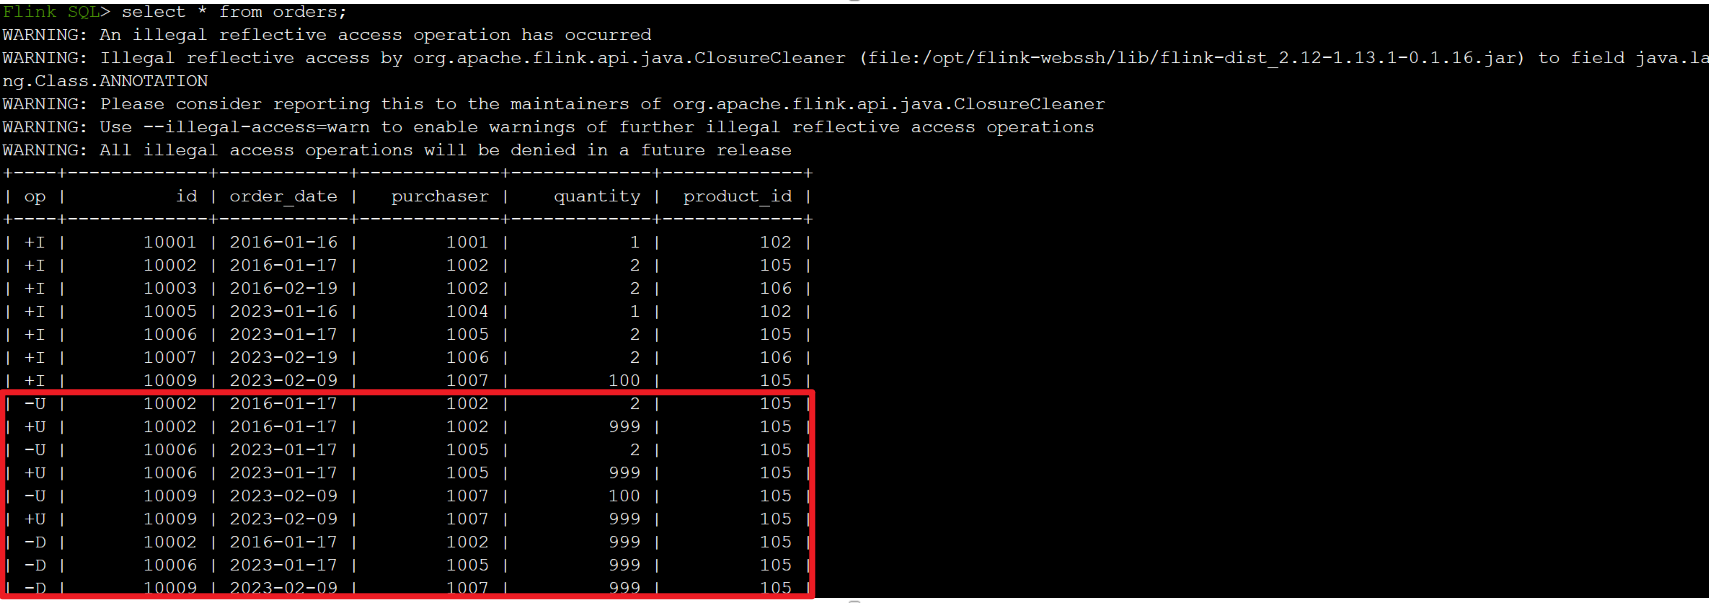 Flink SQL> select * from orders;
WARNING: An illegal reflective access operation has occurred
WARNING: Illegal reflective access by org.apache.flink.api.java.ClosureCleaner (file:/opt/flink-webssh/lib/flink-dist_2.12-1.13.1-0.1.16.jar) to field java.la
ng.Class.ANNOTATION
WARNING: Please consider reporting this to the maintainers of org.apache.flink.api.java.ClosureCleaner
WARNING: Use --illegal-access=warn to enable warnings of further illegal reflective access operations
WARNING: All illegal access operations will be denied in a future release
+----+-------------+------------+-------------+-------------+-------------+
| op |          id | order_date |   purchaser |    quantity |  product_id |
+----+-------------+------------+-------------+-------------+-------------+
| +I |       10001 | 2016-01-16 |        1001 |           1 |         102 |
| +I |       10002 | 2016-01-17 |        1002 |           2 |         105 |
| +I |       10003 | 2016-02-19 |        1002 |           2 |         106 |
| +I |       10005 | 2023-01-16 |        1004 |           1 |         102 |
| +I |       10006 | 2023-01-17 |        1005 |           2 |         105 |
| +I |       10007 | 2023-02-19 |        1006 |           2 |         106 |
| +I |       10009 | 2023-02-09 |        1007 |         100 |         105 |
| -U |       10002 | 2016-01-17 |        1002 |           2 |         105 |
| +U |       10002 | 2016-01-17 |        1002 |         999 |         105 |
| -U |       10006 | 2023-01-17 |        1005 |           2 |         105 |
| +U |       10006 | 2023-01-17 |        1005 |         999 |         105 |
| -U |       10009 | 2023-02-09 |        1007 |         100 |         105 |
| +U |       10009 | 2023-02-09 |        1007 |         999 |         105 |
| -D |       10002 | 2016-01-17 |        1002 |         999 |         105 |
| -D |       10006 | 2023-01-17 |        1005 |         999 |         105 |
| -D |       10009 | 2023-02-09 |        1007 |         999 |         105 |